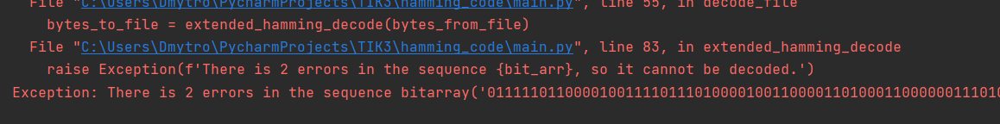 File "C:\Users\Dmytro\PycharmProjects\TIK3\hamming_code\main.py", line 55, in decode_file
bytes_to_file = extended_hamming_decode(bytes_from_file)
File "C:\Users\Dmytro\PycharmProjects\TIK3\hamming_code\main.py", line 83, in extended_hamming_decode
raise Exception(f'There is 2 errors in the sequence {bit_arr}, so it cannot be decoded.')
Exception: There is 2 errors in the sequence bitarray('011111011000010011110111010000100110000110100011000000111010